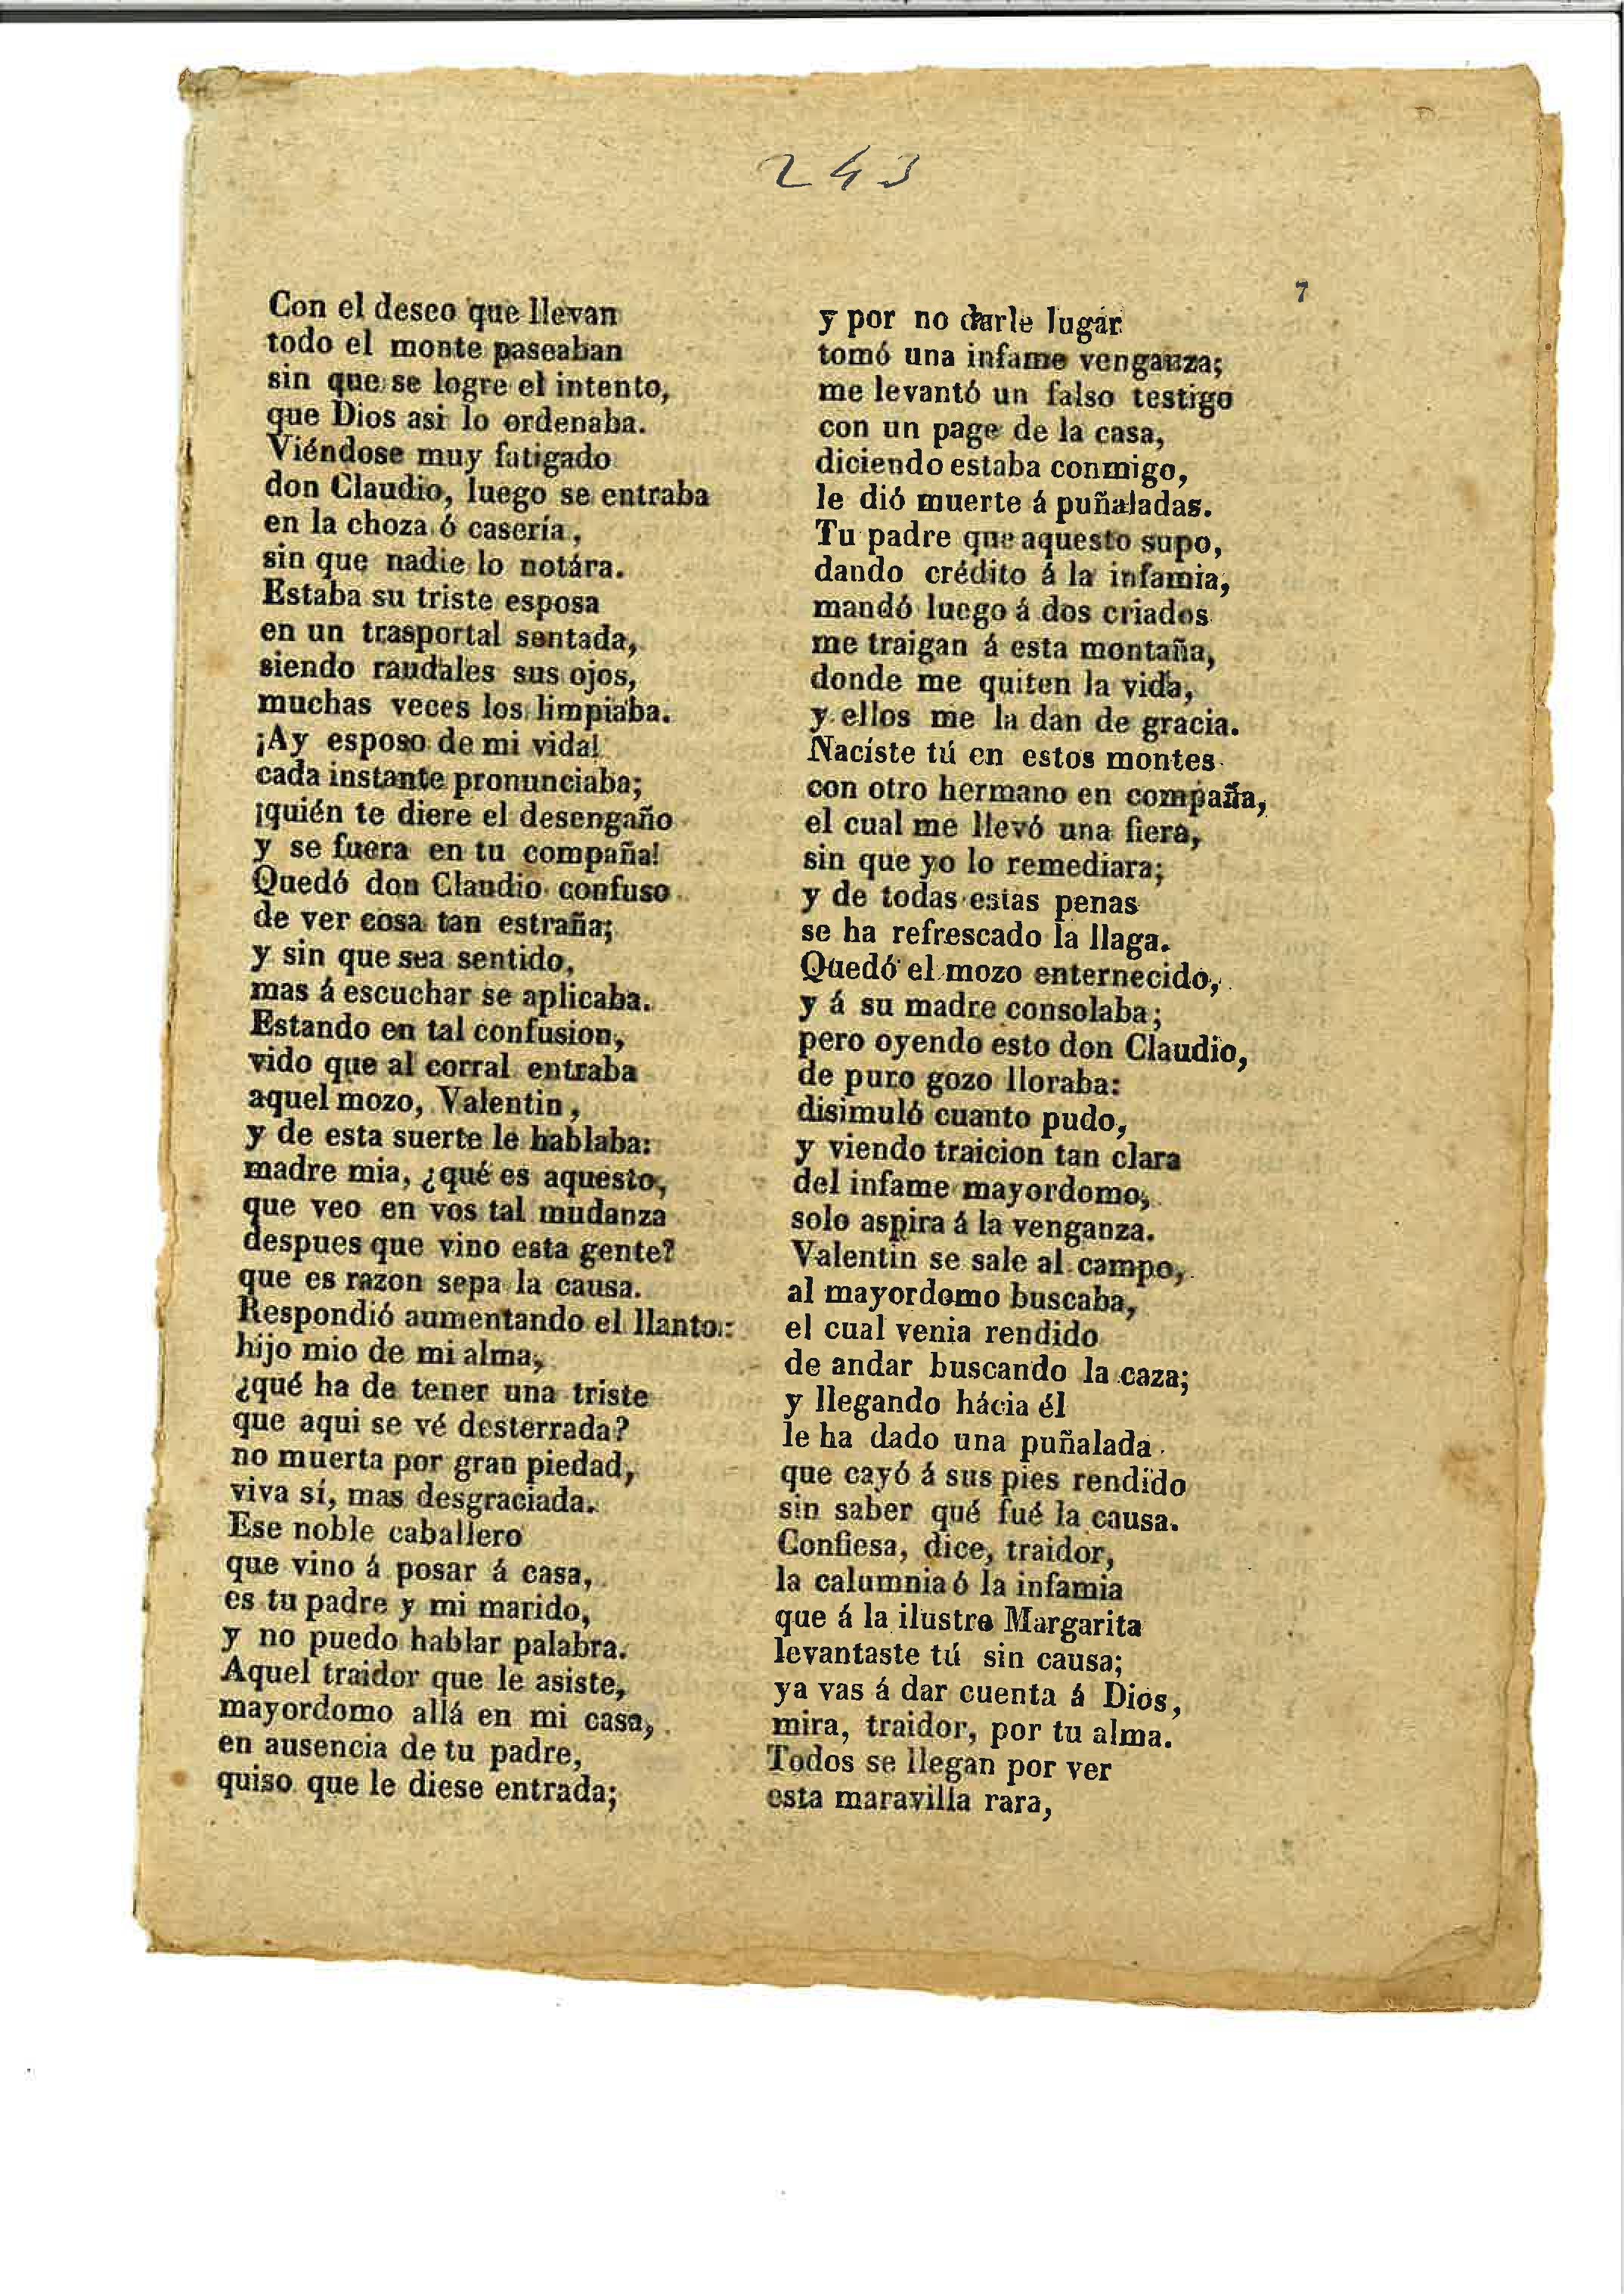 243
7
Con el deseo que llevan
todo el monte paseaban
sin que se logre el intento,
que Dios asi lo ordenaba.
Viéndose muy fatigado
don Claudio, luego se entraba
en la choza ó casería,
sin que nadie lo notára.
Estaba su triste esposa
en un trasportal sentada,
siendo raudales sus ojos,
muchas veces los limpiaba.
¡Ay esposo de mi vida!
cada instante pronunciaba;
¡quién te diere el desengaño
y se fuera en tu compaña!
Quedó don Claudio confuso
de ver cosa tan estraña;
y sin que sea sentido,
mas á escuchar se aplicaba.
Estando en tal confusion,
vido que al corral entraba
aquel mozo, Valentin,
y de esta suerte le hablaba:
madre mia, ¿qué es aquesto,
que veo en vos tal mudanza
despues que vino esta gente?
que es razon sepa la causa.
Respondió aumentando el llanto:
hijo mio de mi alma,
¿qué ha de tener una triste
que aqui se vé desterrada?
no muerta por gran piedad,
viva sí, mas desgraciada.
Ese noble caballero
que vino á posar á casa,
es tu padre y mi marido,
y no puedo hablar palabra.
Aquel traidor que le asiste,
mayordomo allá en mi casa,
en ausencia de tu padre,
quiso que le diese entrada;
y por no darle lugar
tomó una infame venganza;
me levantó un falso testigo
con un page de la casa,
diciendo estaba conmigo,
le dió muerte á puñaladas.
Tu padre que aquesto supo,
dando crédito á la infamia,
mandó luego á dos criados
me traigan á esta montaña,
donde me quiten la vida,
y ellos me la dan de gracia.
Naciste tú en estos montes
con otro hermano en compaña,
el cual me llevó una fiera,
sin que yo lo remediara;
y de todas estas penas
se ha refrescado la llaga.
Quedó el mozo enternecido,
y á su madre consolaba;
pero oyendo esto don Claudio,
de puro gozo lloraba:
disimuló cuanto pudo,
y viendo traicion tan clara
del infame mayordomo,
solo aspira á la venganza.
Valentin se sale al campo,
al mayordomo buscaba,
el cual venia rendido
de andar buscando la caza;
y llegando hácia él
le ha dado una puñalada
que cayó á sus pies rendido
sin saber qué fué la causa.
Confiesa, dice, traidor,
la calumnia ó la infamia
que á la ilustre Margarita
levantaste tú sin causa;
ya vas á dar cuenta á Dios,
mira, traidor, por tu alma.
Todos se llegan por ver
esta maravilla rara,